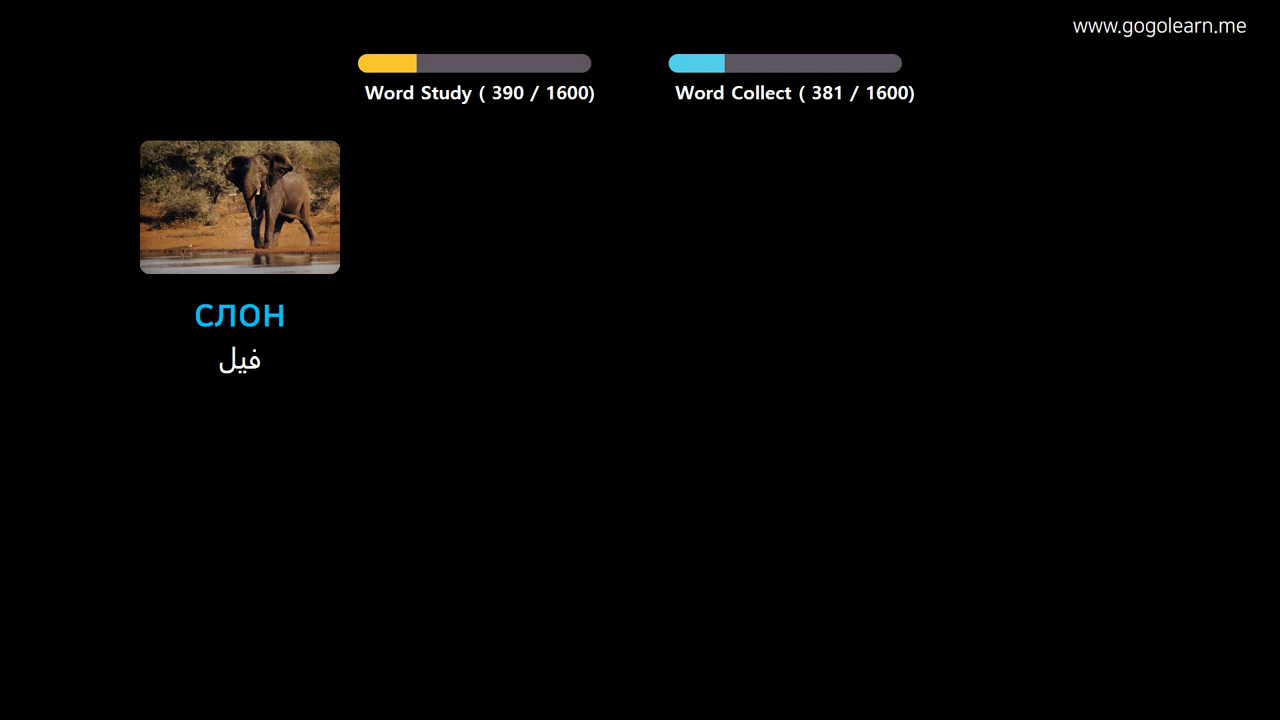 www.gogolearn.me
Word Study ( 390 / 1600)
Word Collect ( 381 / 1600)
слон
فيل